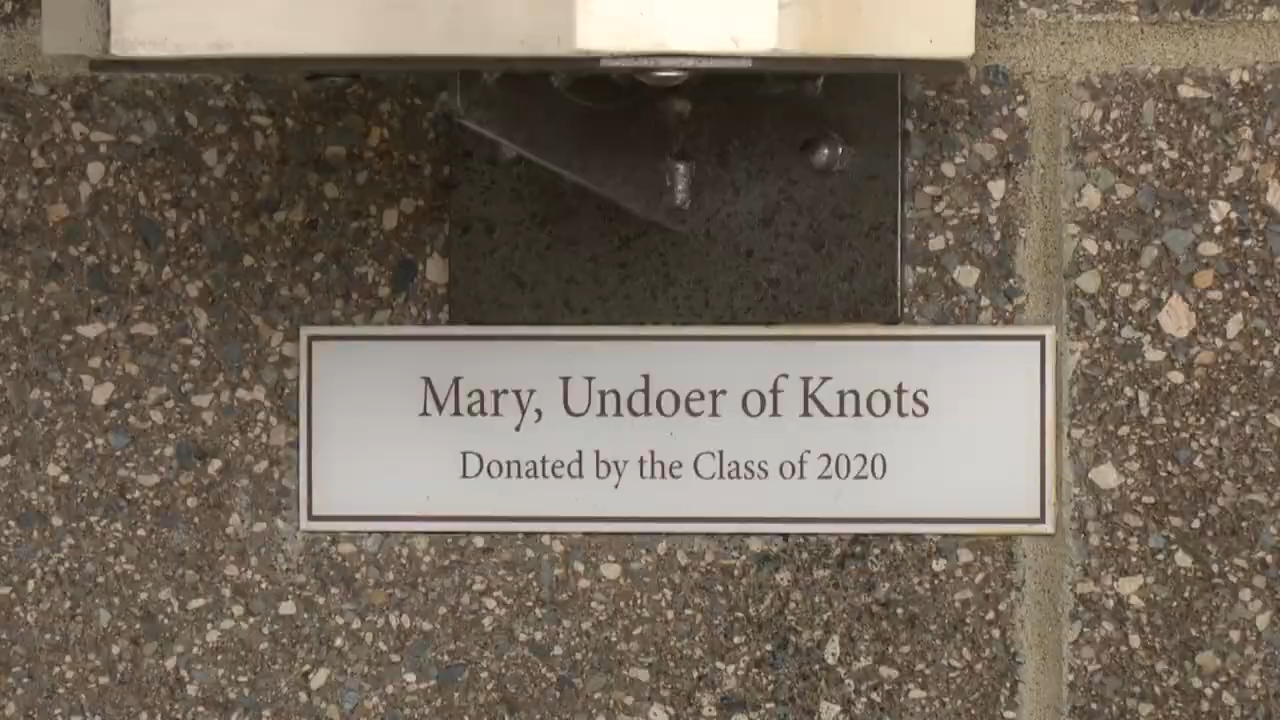 Mary, Undoer of Knots
Donated by the Class of 2020